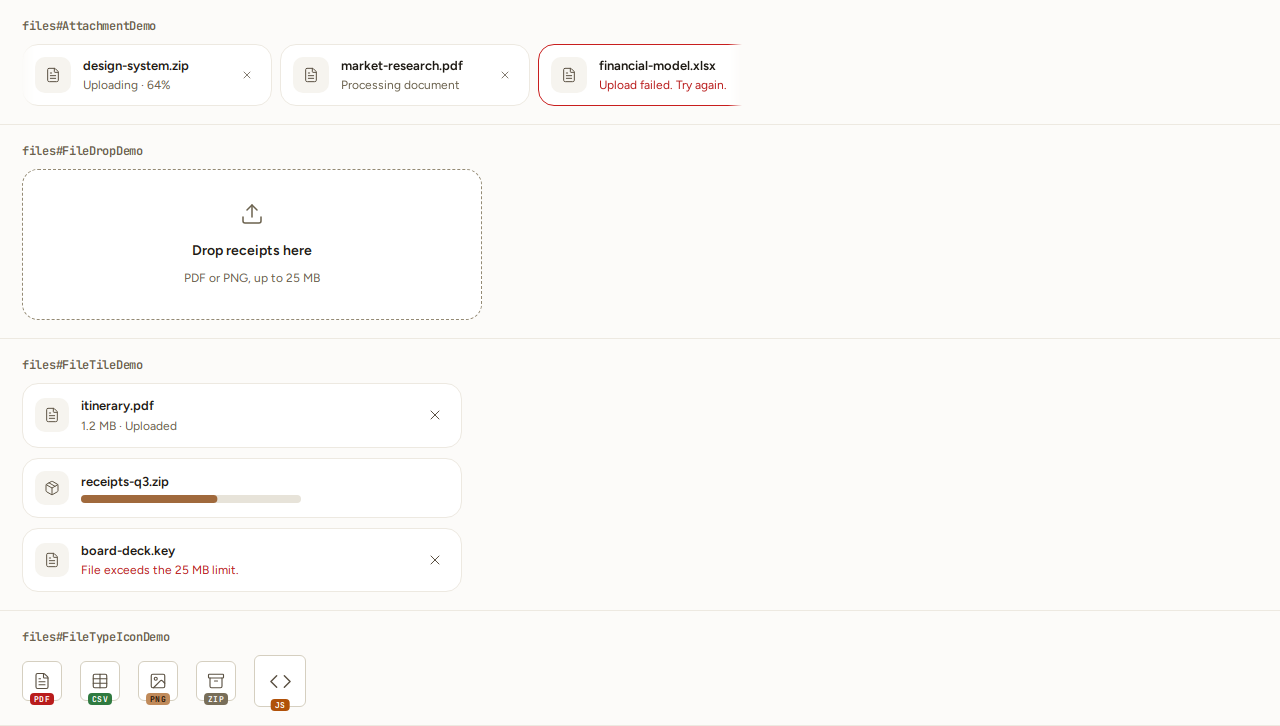 files#AttachmentDemo
design-system.zip
Uploading · 64%
market-research.pdf
Processing document
financial-model.xlsx
Upload failed. Try again.
files#FileDropDemo
Drop receipts here
PDF or PNG, up to 25 MB
files#FileTileDemo
itinerary.pdf
1.2 MB · Uploaded
receipts-q3.zip
board-deck.key
File exceeds the 25 MB limit.
files#FileTypeIconDemo
PDF
CSV
PNG
ZIP
JS